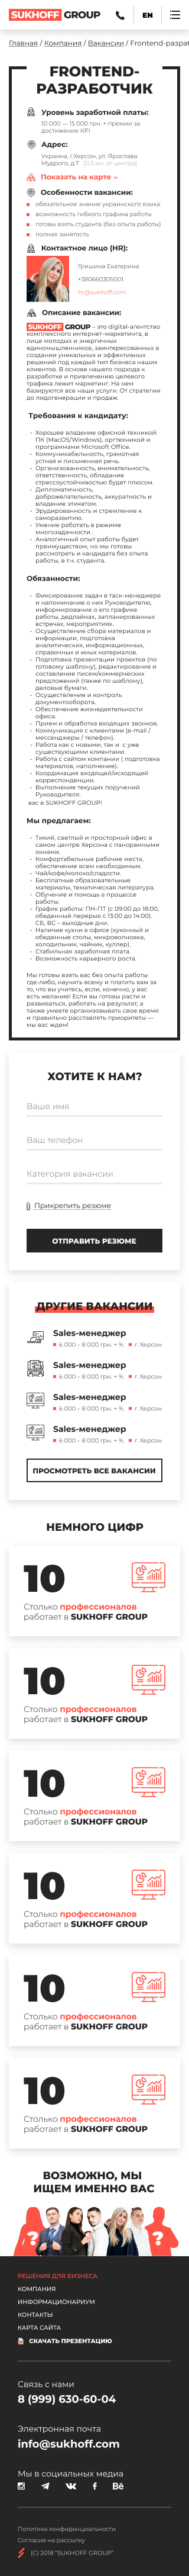 SUKHOFF GROUP
EN
Главная / Компания / Вакансии / Frontend-разра
FRONTEND-
РАЗРАБОТЧИК
Уровень заработной платы:
10 000 — 15 000 грн. + премии за
достижение KPI
Адрес:
Украина, г.Херсон, ул. Ярослава
Мудрого, д.7 (0.2 км. от центра)
Показать на карте
Особенности вакансии:
обязательное знание украинского языка
возможность гибкого графика работы
готовы взять студента (без опыта работы)
полная занятость
Контактное лицо (HR):
Гришина Екатерина
+380660305001
hr@sukhoff.com
Описание вакансии:
SUKHOFF GROUP - это digital-агентство
комплексного интернет-маркетинга, в
лице молодых и энергичных
единомышленников, заинтересованных в
создании уникальных и эффективных
решений под каждый тип бизнеса наших
клиентов. В основе нашего подхода к
разработке и привлечению целевого
трафика лежит маркетинг. На нем
базируются все наши услуги. От стратегии
до лидогенерации и продаж.
Требования к кандидату:
- Хорошее владение офисной техникой:
ПК (MacOS/Windows), оргтехникой и
программами Microsoft Office.
- Коммуникабельность, грамотная
устная и письменная речь.
- Организованность, внимательность,
ответственность, обладание
стрессоустойчивостью будет плюсом.
- Дипломатичность,
доброжелательность, аккуратность и
владение этикетом.
- Эрудированность и стремление к
саморазвитию.
- Умение работать в режиме
многозадачности .
- Аналогичный опыт работы будет
преимуществом, но мы готовы
рассмотреть и кандидата без опыта
работы, в т.ч. студента.
Обязанности:
- Фиксирование задач в таск-менеджере
и напоминание о них Руководителю,
информирование о его графике
работы, дедлайнах, запланированных
встречах, мероприятиях.
- Осуществление сбора материалов и
информации, подготовка
аналитических, информационных,
справочных и иных материалов.
- Подготовка презентации проектов (по
готовому шаблону), редактирование и
составление писем/коммерческих
предложений (также по шаблону),
деловые бумаги.
- Осуществление и контроль
документооборота.
- Обеспечение жизнедеятельности
офиса.
- Прием и обработка входящих звонков.
- Коммуникация с клиентами (e-mail /
мессенджеры / телефон).
- Работа как с новыми, так и с уже
существующими клиентами.
- Работа с сайтом компании ( подготовка
материалов, наполнение).
- Координация входящей/исходящей
корреспонденции.
- Выполнение текущих поручений
Руководителя.
вас в SUKHOFF GROUP!
Мы предлагаем:
- Тихий, светлый и просторный офис в
самом центре Херсона с панорамными
окнами.
- Комфортабельные рабочие места,
обеспечение всем необходимым.
- Чай/кофе/молоко/сладости.
- Бесплатные образовательные
материалы, тематическая литература.
- Обучение и помощь в процессе
работы.
- График работы: ПН-ПТ (с 09:00 до 18:00,
обеденный перерыв с 13:00 до 14:00).
СБ, ВС – выходные дни.
- Наличие кухни в офисе (кухонный и
обеденные столы, микроволновка,
холодильник, чайник, куллер).
- Стабильная заработная плата .
- Возможность карьерного роста.
Мы готовы взять вас без опыта работы
где-либо, научить всему и платить вам за
то, что вы учитесь, если, конечно, у вас
есть желание! Если вы готовы расти и
развиваться, работать на результат, а
также умеете организовывать свое время
и правильно расставлять приоритеты —
мы вас ждем!
ХОТИТЕ К НАМ?
Ваше имя
Ваш телефон
Категория вакансии
Прикрепить резюме
ОТПРАВИТЬ РЕЗЮМЕ
ДРУГИЕ ВАКАНСИИ
Sales-менеджер
6 000 – 8 000 грн. + % г. Херсон
Sales-менеджер
6 000 – 8 000 грн. + % г. Херсон
Sales-менеджер
6 000 – 8 000 грн. + % г. Херсон
Sales-менеджер
6 000 – 8 000 грн. + % г. Херсон
ПРОСМОТРЕТЬ ВСЕ ВАКАНСИИ
НЕМНОГО ЦИФР
10
Столько профессионалов
работает в SUKHOFF GROUP
10
Столько профессионалов
работает в SUKHOFF GROUP
10
Столько профессионалов
работает в SUKHOFF GROUP
10
Столько профессионалов
работает в SUKHOFF GROUP
10
Столько профессионалов
работает в SUKHOFF GROUP
10
Столько профессионалов
работает в SUKHOFF GROUP
ВОЗМОЖНО, МЫ
ИЩЕМ ИМЕННО ВАС
? ?
РЕШЕНИЯ ДЛЯ БИЗНЕСА
КОМПАНИЯ
ИНФОРМАЦИОНАРИУМ
КОНТАКТЫ
КАРТА САЙТА
СКАЧАТЬ ПРЕЗЕНТАЦИЮ
Связь с нами
8 (999) 630-60-04
Электронная почта
info@sukhoff.com
Мы в социальных медиа
Bē
Политика конфиденциальности
Согласие на рассылку
(C) 2018 "SUKHOFF GROUP"